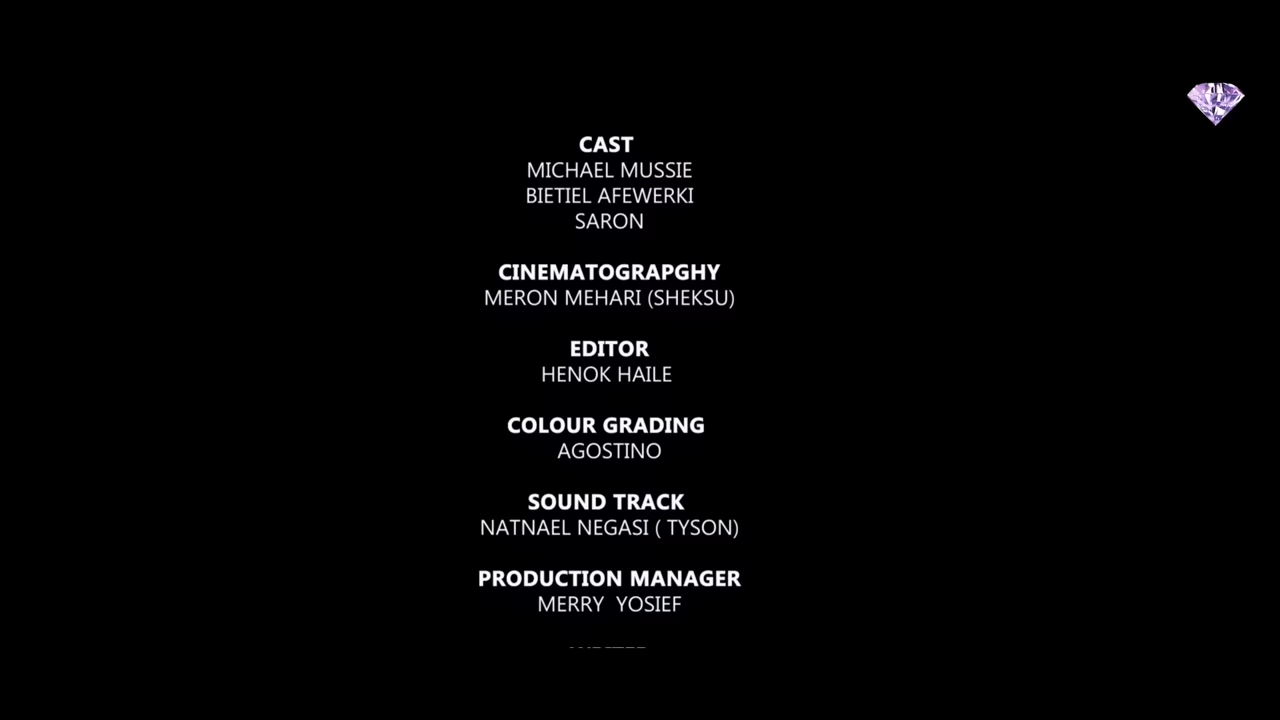 CAST
MICHAEL MUSSIE
BIETIEL AFEWERKI
SARON
CINEMATOGRAPGHY
MERON MEHARI (SHEKSU)
EDITOR
HENOK HAILE
COLOUR GRADING
AGOSTINO
SOUND TRACK
NATNAEL NEGASI ( TYSON)
PRODUCTION MANAGER
MERRY  YOSIEF